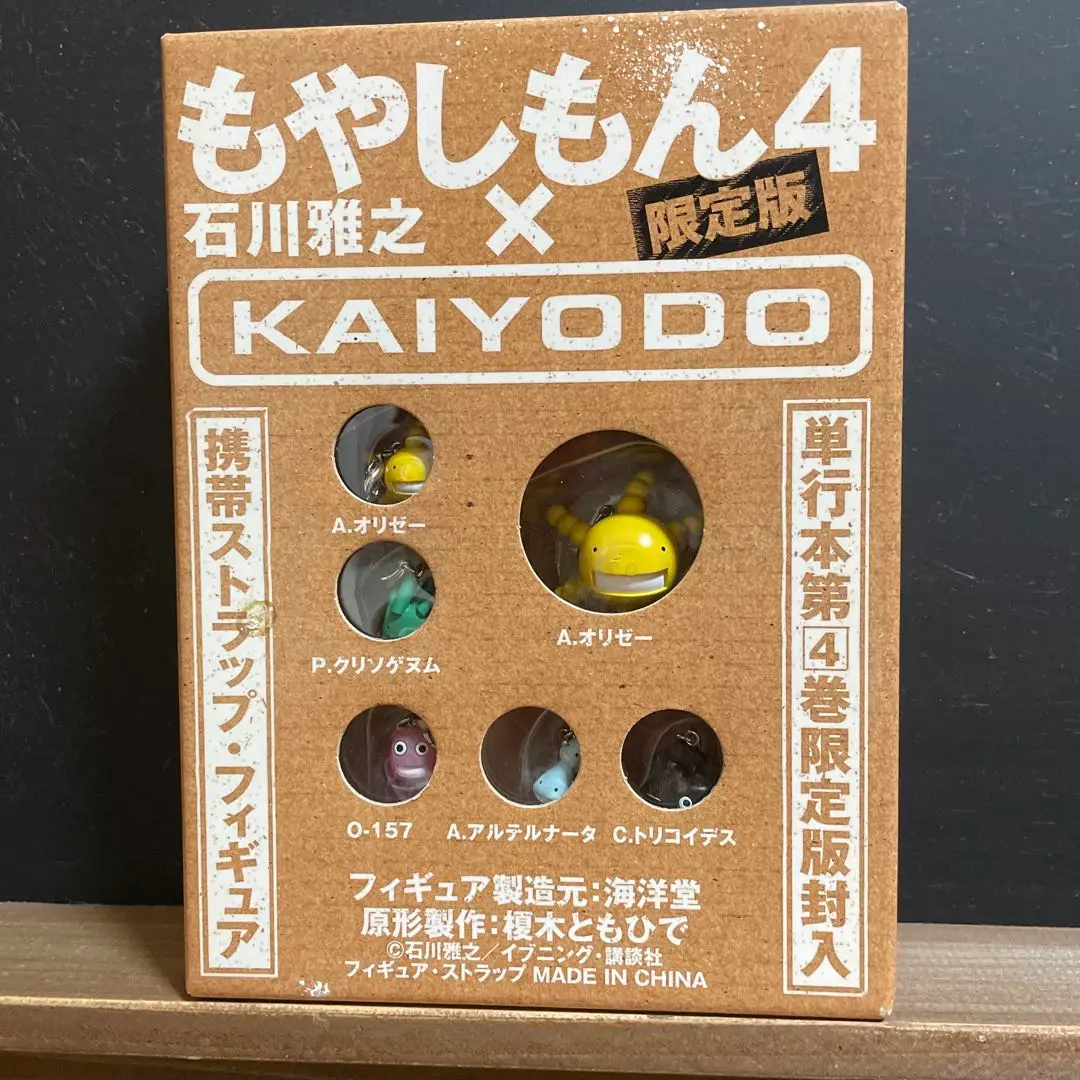 もやしもん4
石川雅之 ×
限定版
KAIYODO
携帯ストラップ・フィギュア
単行本第4巻限定版封入
A.オリゼー
A.オリゼー
P.クリソゲヌム
O-157
A.アルテルナータ
C.トリコイデス
フィギュア製造元:海洋堂
原形製作:榎木ともひで
©石川雅之／イブニング・講談社
フィギュア・ストラップ MADE IN CHINA